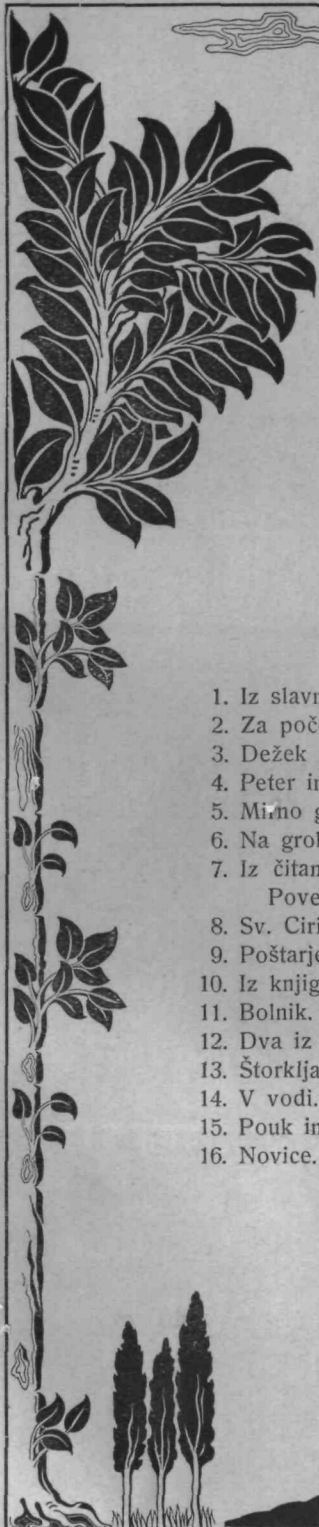 1. Iz slavn
2. Za poč
3. Dežek
4. Peter in
5. Mirno g
6. Na grob
7. Iz čitan
Pove
8. Sv. Ciri
9. Poštarje
10. Iz knjig
11. Bolnik.
12. Dva iz
13. Štorklja
14. V vodi.
15. Pouk in
16. Novice.